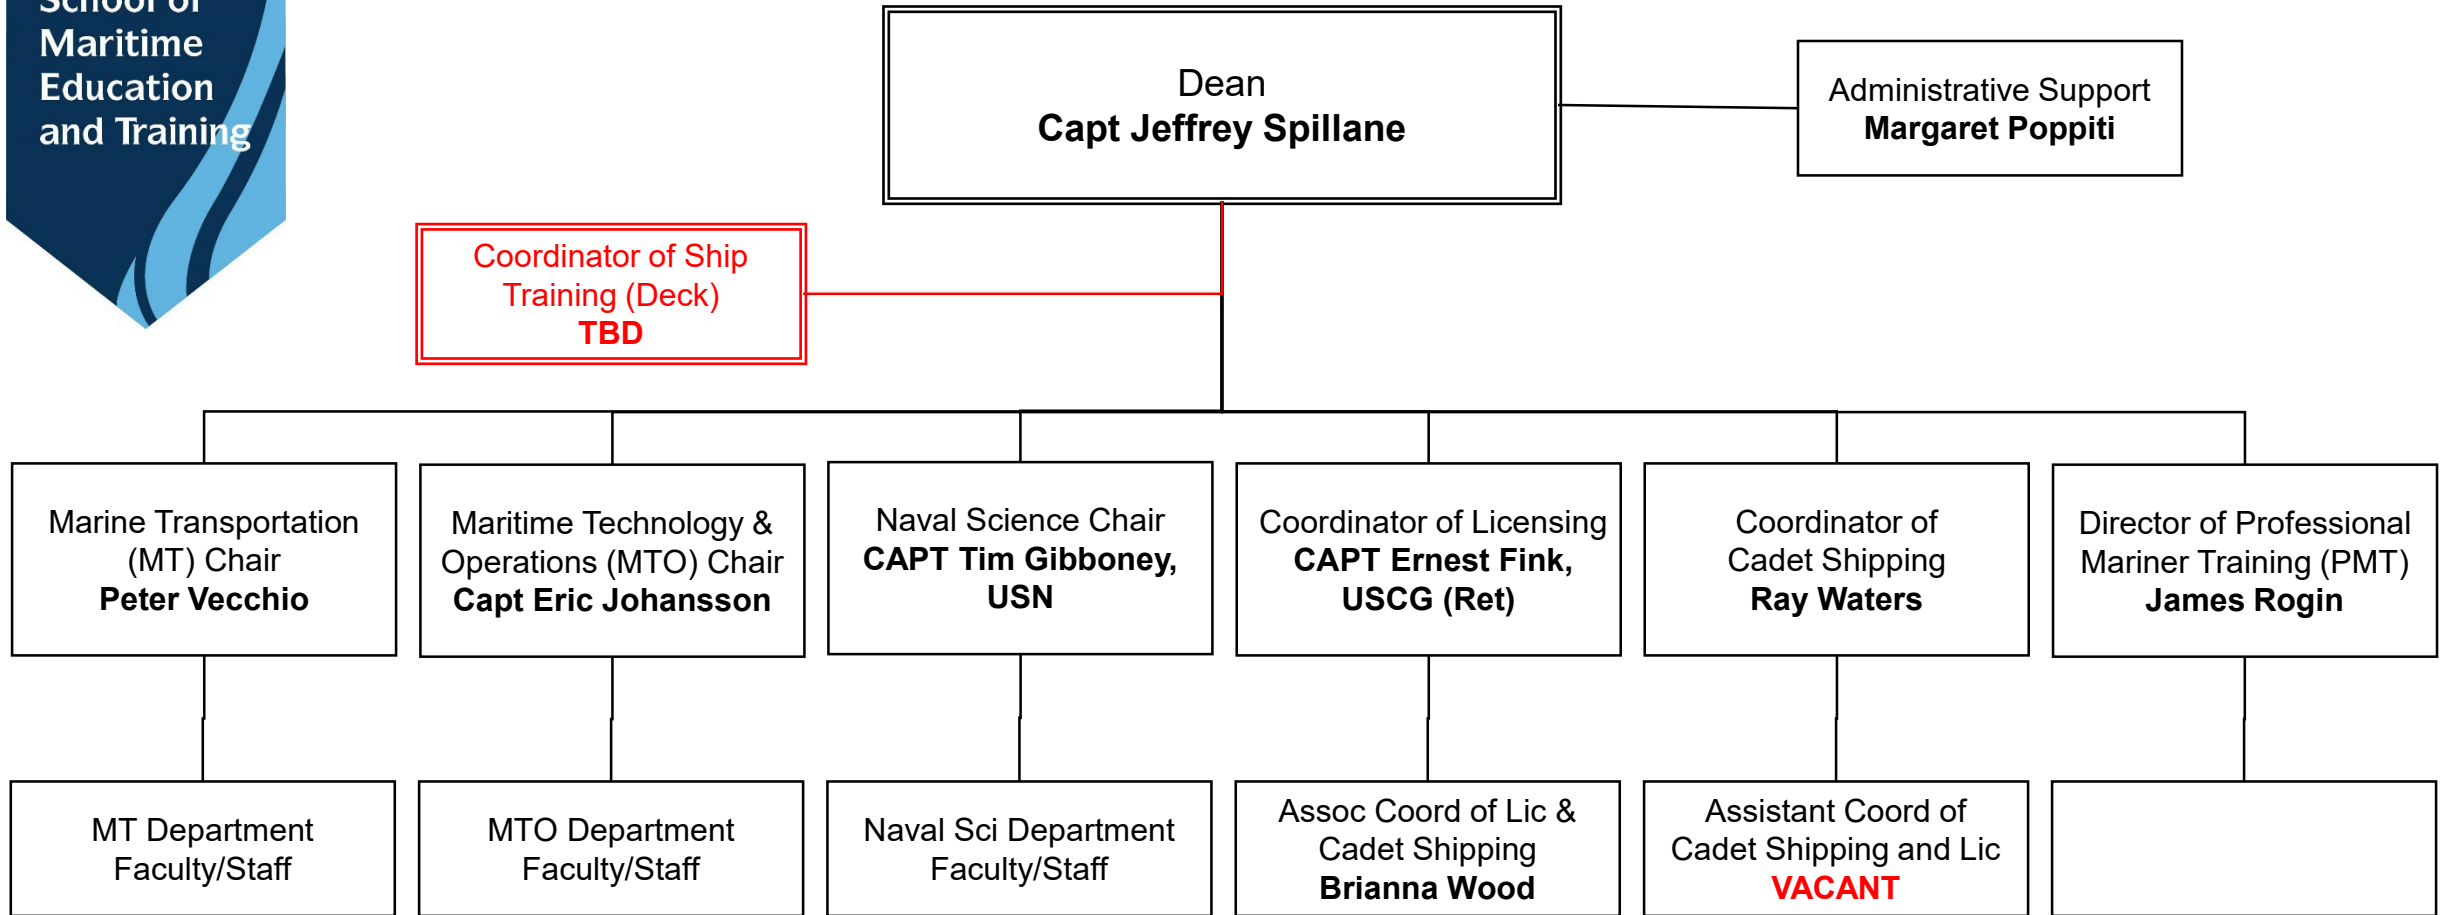 School of
Maritime
Education
and Training
Dean
Capt Jeffrey Spillane
Administrative Support
Margaret Poppiti
Coordinator of Ship
Training (Deck)
TBD
Marine Transportation
(MT) Chair
Peter Vecchio
Maritime Technology &
Operations (MTO) Chair
Capt Eric Johansson
Naval Science Chair
CAPT Tim Gibboney,
USN
Coordinator of Licensing
CAPT Ernest Fink,
USCG (Ret)
Coordinator of
Cadet Shipping
Ray Waters
Director of Professional
Mariner Training (PMT)
James Rogin
MT Department
Faculty/Staff
MTO Department
Faculty/Staff
Naval Sci Department
Faculty/Staff
Assoc Coord of Lic &
Cadet Shipping
Brianna Wood
Assistant Coord of
Cadet Shipping and Lic
VACANT